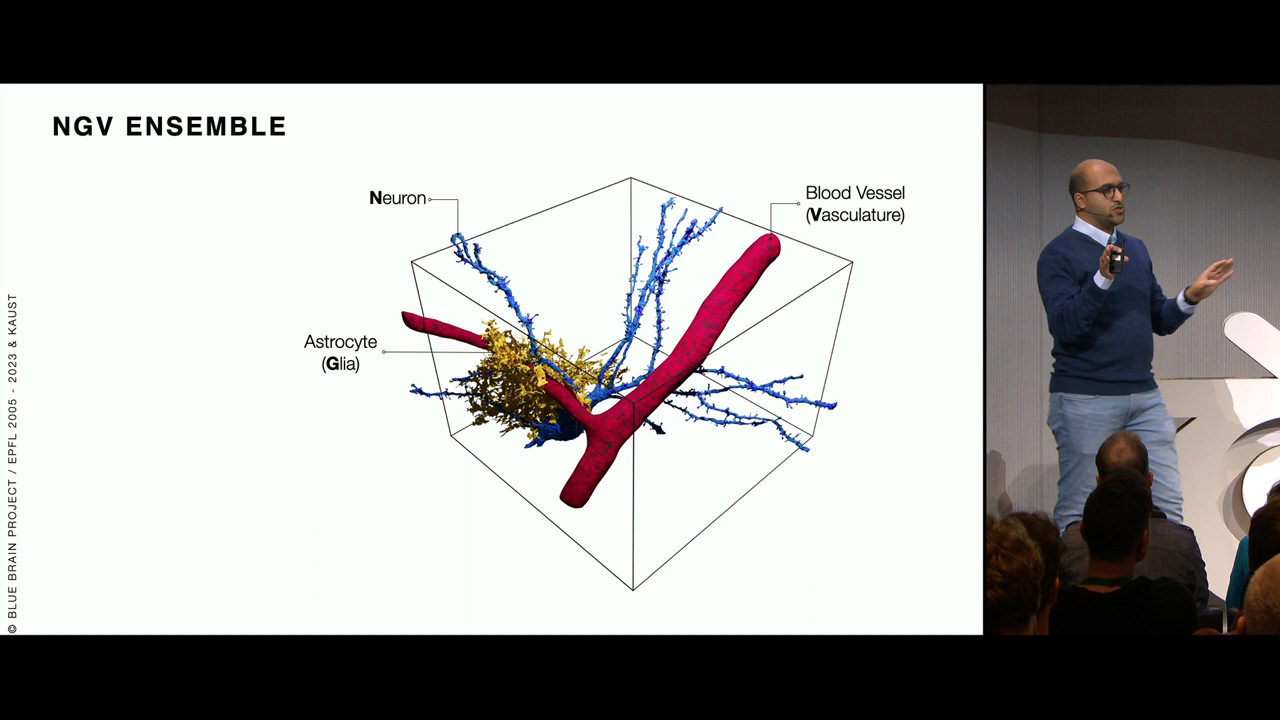 NGV ENSEMBLE
Neuron
Blood Vessel
(Vasculature)
Astrocyte
(Glia)
© BLUE BRAIN PROJECT / EPFL 2005 - 2023 & KAUST